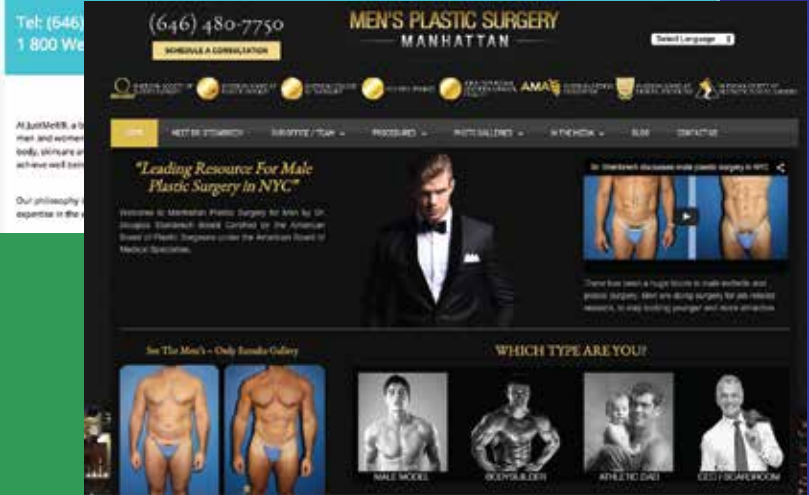 Tel: (646)
1 800 We
At JustMeMR, a b
men and women
body, skincare a
achieve well bein
Our philosophy
expertise in the
(646) 480-7750
SCHEDULE A CONSULTATION
MEN'S PLASTIC SURGERY
MANHATTAN
Select Language
AMA
HOME
MEET DR. STEINBRECH
OUR OFFICE / TEAM
PROCEDURES
PHOTO GALLERIES
IN THE MEDIA
BLOG
CONTACT US
"Leading Resource For Male
Plastic Surgery in NYC"
Welcome to Manhattan Plastic Surgery for Men by Dr.
Douglas Steinbrech Board Certified by the American
Board of Plastic Surgeons under the American Board of
Medical Specialties.
Dr. Steinbrech discusses male plastic surgery in NYC
There has been a huge boom in male esthetic and
plastic surgery. Men are doing surgery for job related
reasons, to stay looking younger and more attractive
See The Men's - Only Results Gallery
WHICH TYPE ARE YOU?
MALE MODEL
BODYBUILDER
ATHLETIC DAD
CEO / BOARDROOM